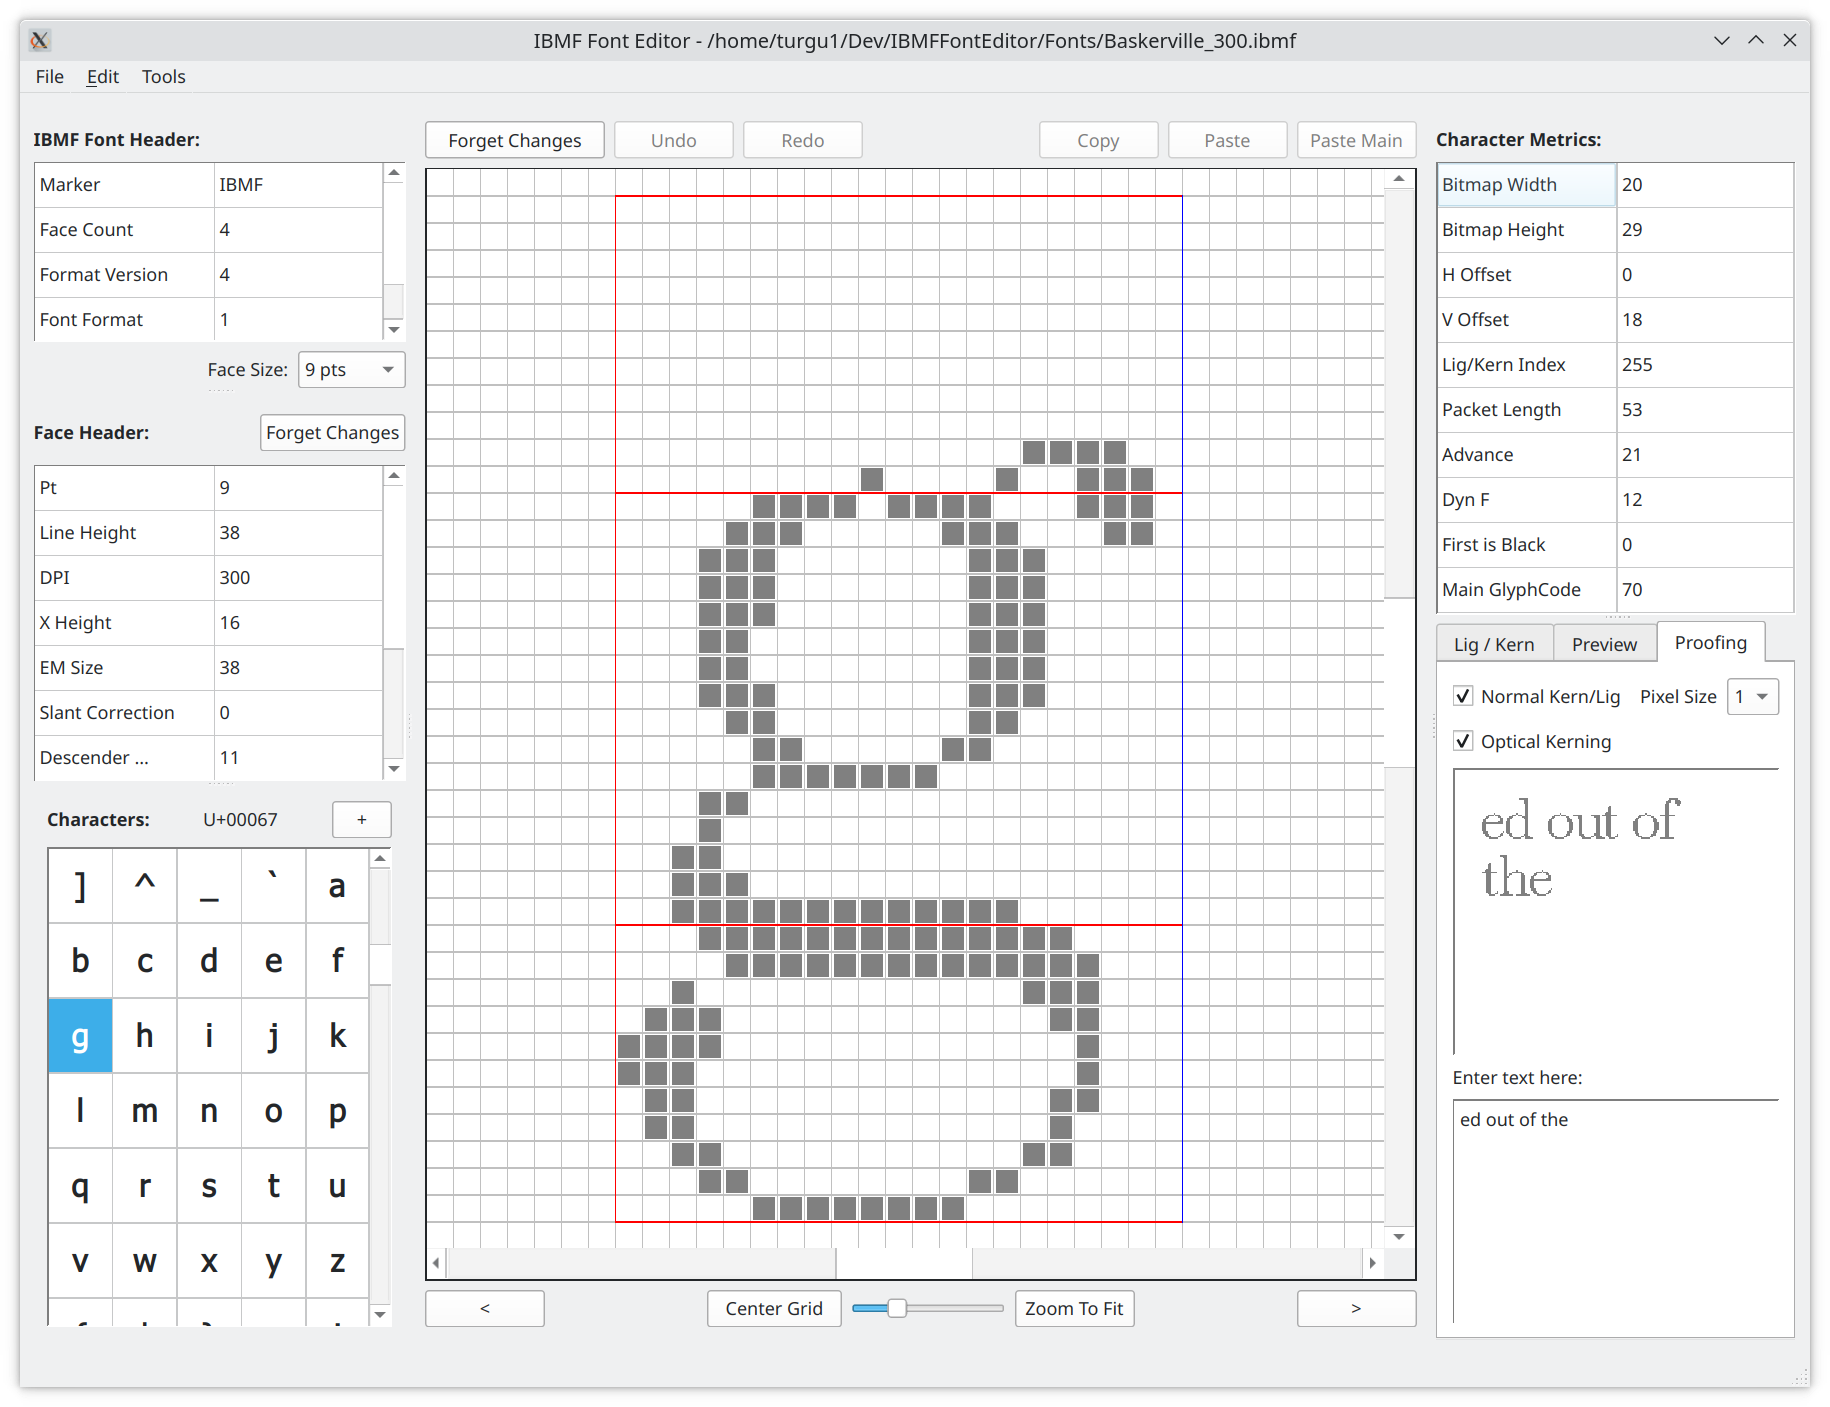 IBMF Font Editor - /home/turgu1/Dev/IBMFFontEditor/Fonts/Baskerville_300.ibmf
File Edit Tools
IBMF Font Header:
Marker IBMF
Face Count 4
Format Version 4
Font Format 1
Face Size: 9 pts
Face Header: Forget Changes
Pt 9
Line Height 38
DPI 300
X Height 16
EM Size 38
Slant Correction 0
Descender ... 11
Characters: U+00067 +
] ^ _ ` a
b c d e f
g h i j k
l m n o p
q r s t u
v w x y z
Forget Changes Undo Redo Copy Paste Paste Main
< Center Grid Zoom To Fit >
Character Metrics:
Bitmap Width 20
Bitmap Height 29
H Offset 0
V Offset 18
Lig/Kern Index 255
Packet Length 53
Advance 21
Dyn F 12
First is Black 0
Main GlyphCode 70
Lig / Kern Preview Proofing
Normal Kern/Lig Pixel Size 1
Optical Kerning
ed out of
the
Enter text here:
ed out of the